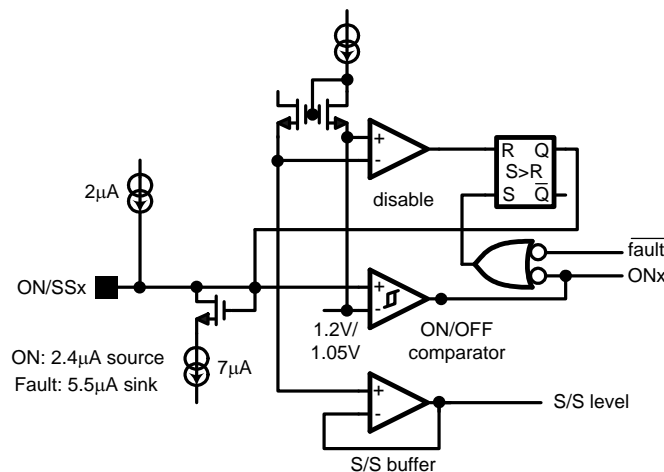 R Q
S>R
S Q
disable
2µA
fault
ON/SSx
ONx
1.2V/
1.05V
ON/OFF
comparator
ON: 2.4µA source
7µA
Fault: 5.5µA sink
S/S level
S/S buffer
+
-
+
-
+
-